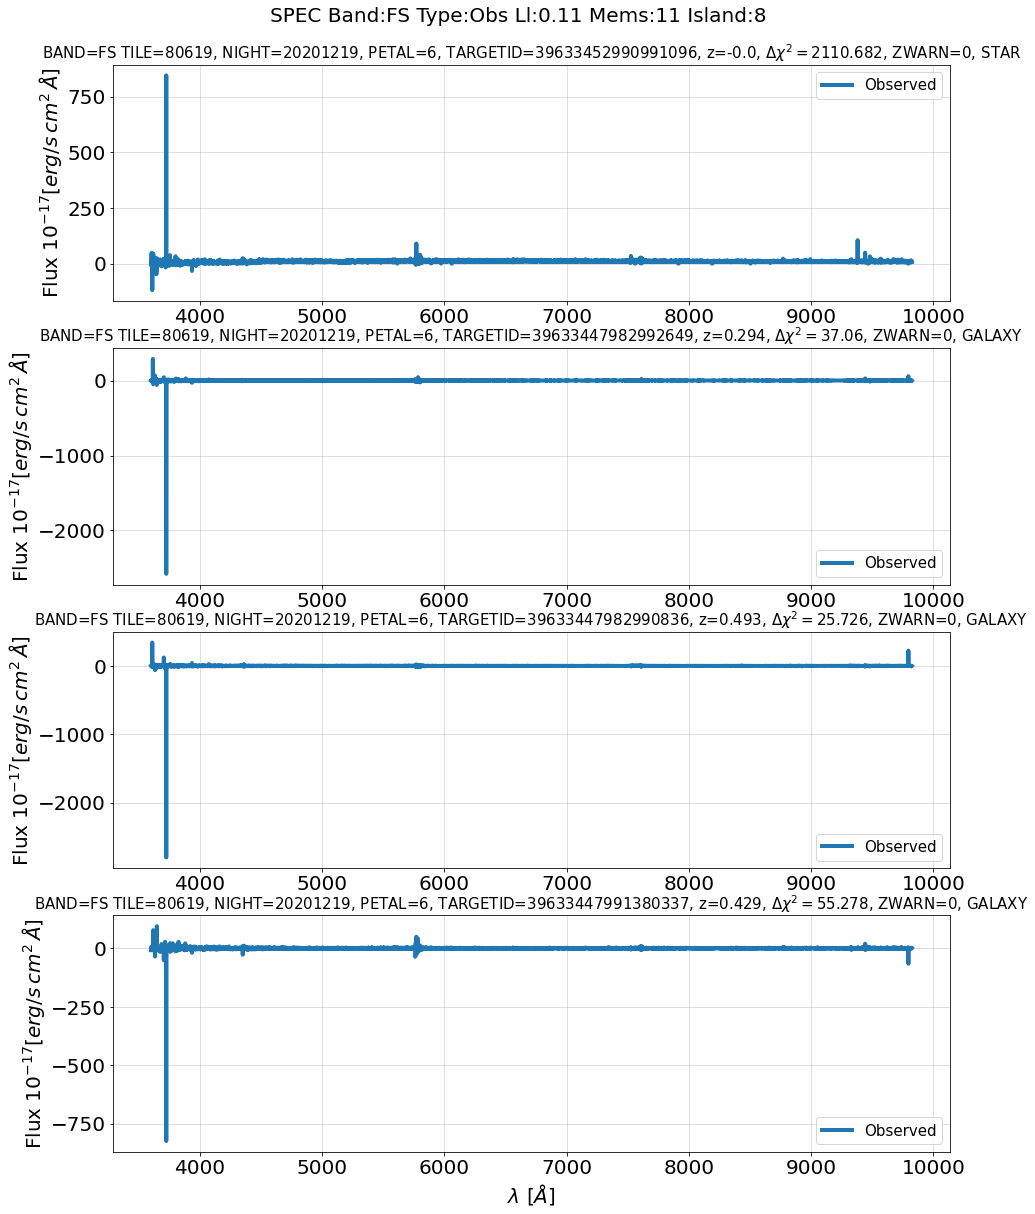 SPEC Band:FS Type:Obs Ll:0.11 Mems:11 Island:8
BAND=FS TILE=80619, NIGHT=20201219, PETAL=6, TARGETID=39633452990991096, z=-0.0, Δχ² = 2110.682, ZWARN=0, STAR
Flux 10⁻¹⁷[erg/s cm² Å]
750
500
250
0
Observed
4000 5000 6000 7000 8000 9000 10000
BAND=FS TILE=80619, NIGHT=20201219, PETAL=6, TARGETID=39633447982992649, z=0.294, Δχ² = 37.06, ZWARN=0, GALAXY
Flux 10⁻¹⁷[erg/s cm² Å]
0
−1000
−2000
Observed
4000 5000 6000 7000 8000 9000 10000
BAND=FS TILE=80619, NIGHT=20201219, PETAL=6, TARGETID=39633447982990836, z=0.493, Δχ² = 25.726, ZWARN=0, GALAXY
Flux 10⁻¹⁷[erg/s cm² Å]
0
−1000
−2000
Observed
4000 5000 6000 7000 8000 9000 10000
BAND=FS TILE=80619, NIGHT=20201219, PETAL=6, TARGETID=39633447991380337, z=0.429, Δχ² = 55.278, ZWARN=0, GALAXY
Flux 10⁻¹⁷[erg/s cm² Å]
0
−250
−500
−750
Observed
4000 5000 6000 7000 8000 9000 10000
λ [Å]